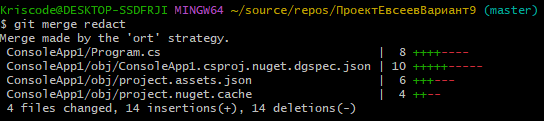 Kriscode@DESKTOP-SSDFRJI MINGW64 ~/source/repos/ПроектЕвсеевВариант9 (master)
$ git merge redact
Merge made by the 'ort' strategy.
 ConsoleApp1/Program.cs                           |  8 ++++----
 ConsoleApp1/obj/ConsoleApp1.csproj.nuget.dgspec.json | 10 +++++-----
 ConsoleApp1/obj/project.assets.json              |  6 +++---
 ConsoleApp1/obj/project.nuget.cache              |  4 ++--
 4 files changed, 14 insertions(+), 14 deletions(-)